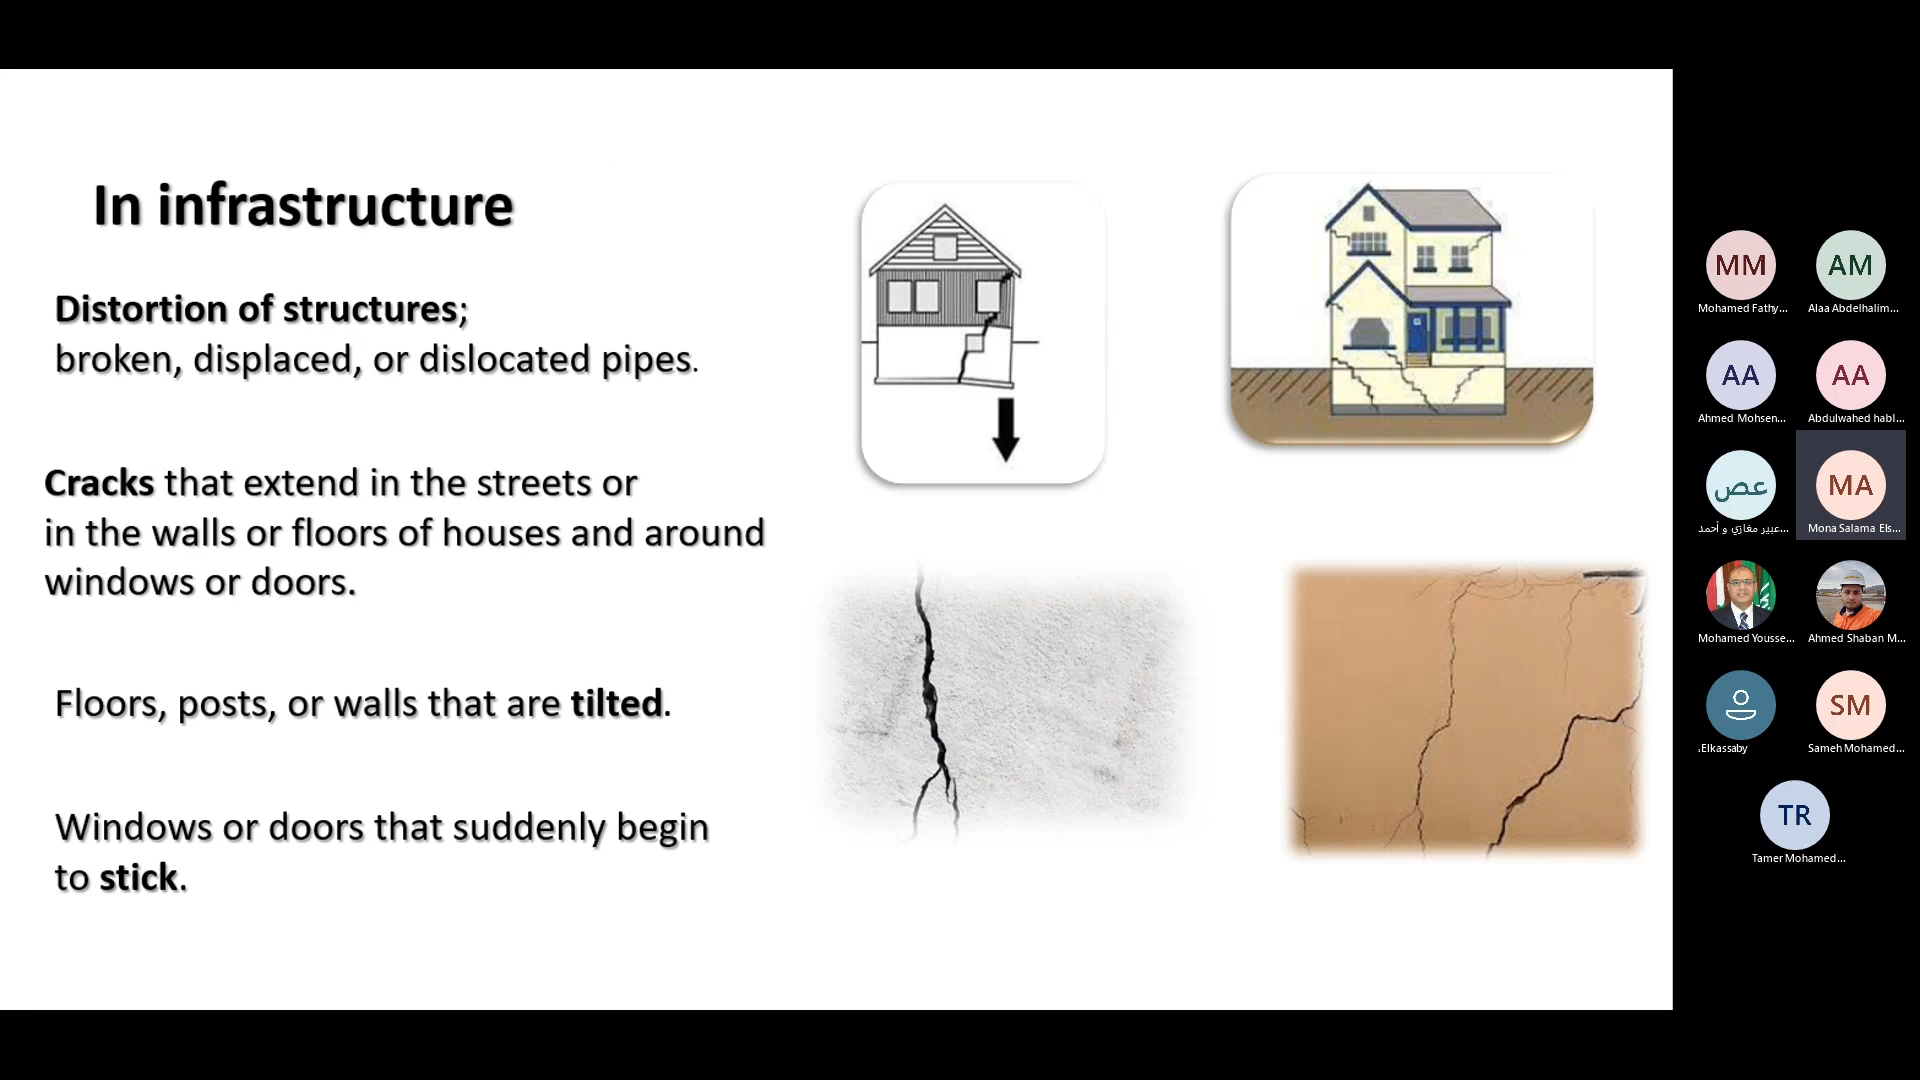 In infrastructure
Distortion of structures;
broken, displaced, or dislocated pipes.
Cracks that extend in the streets or
in the walls or floors of houses and around
windows or doors.
Floors, posts, or walls that are tilted.
Windows or doors that suddenly begin
to stick.
MM
Mohamed Fathy...
AM
Alaa Abdelhalim...
AA
Ahmed Mohsen...
AA
Abdulwahed habl...
عص
عبير مغازي و أحمد...
MA
Mona Salama Els...
Mohamed Yousse...
Ahmed Shaban M...
.Elkassaby
SM
Sameh Mohamed...
TR
Tamer Mohamed...